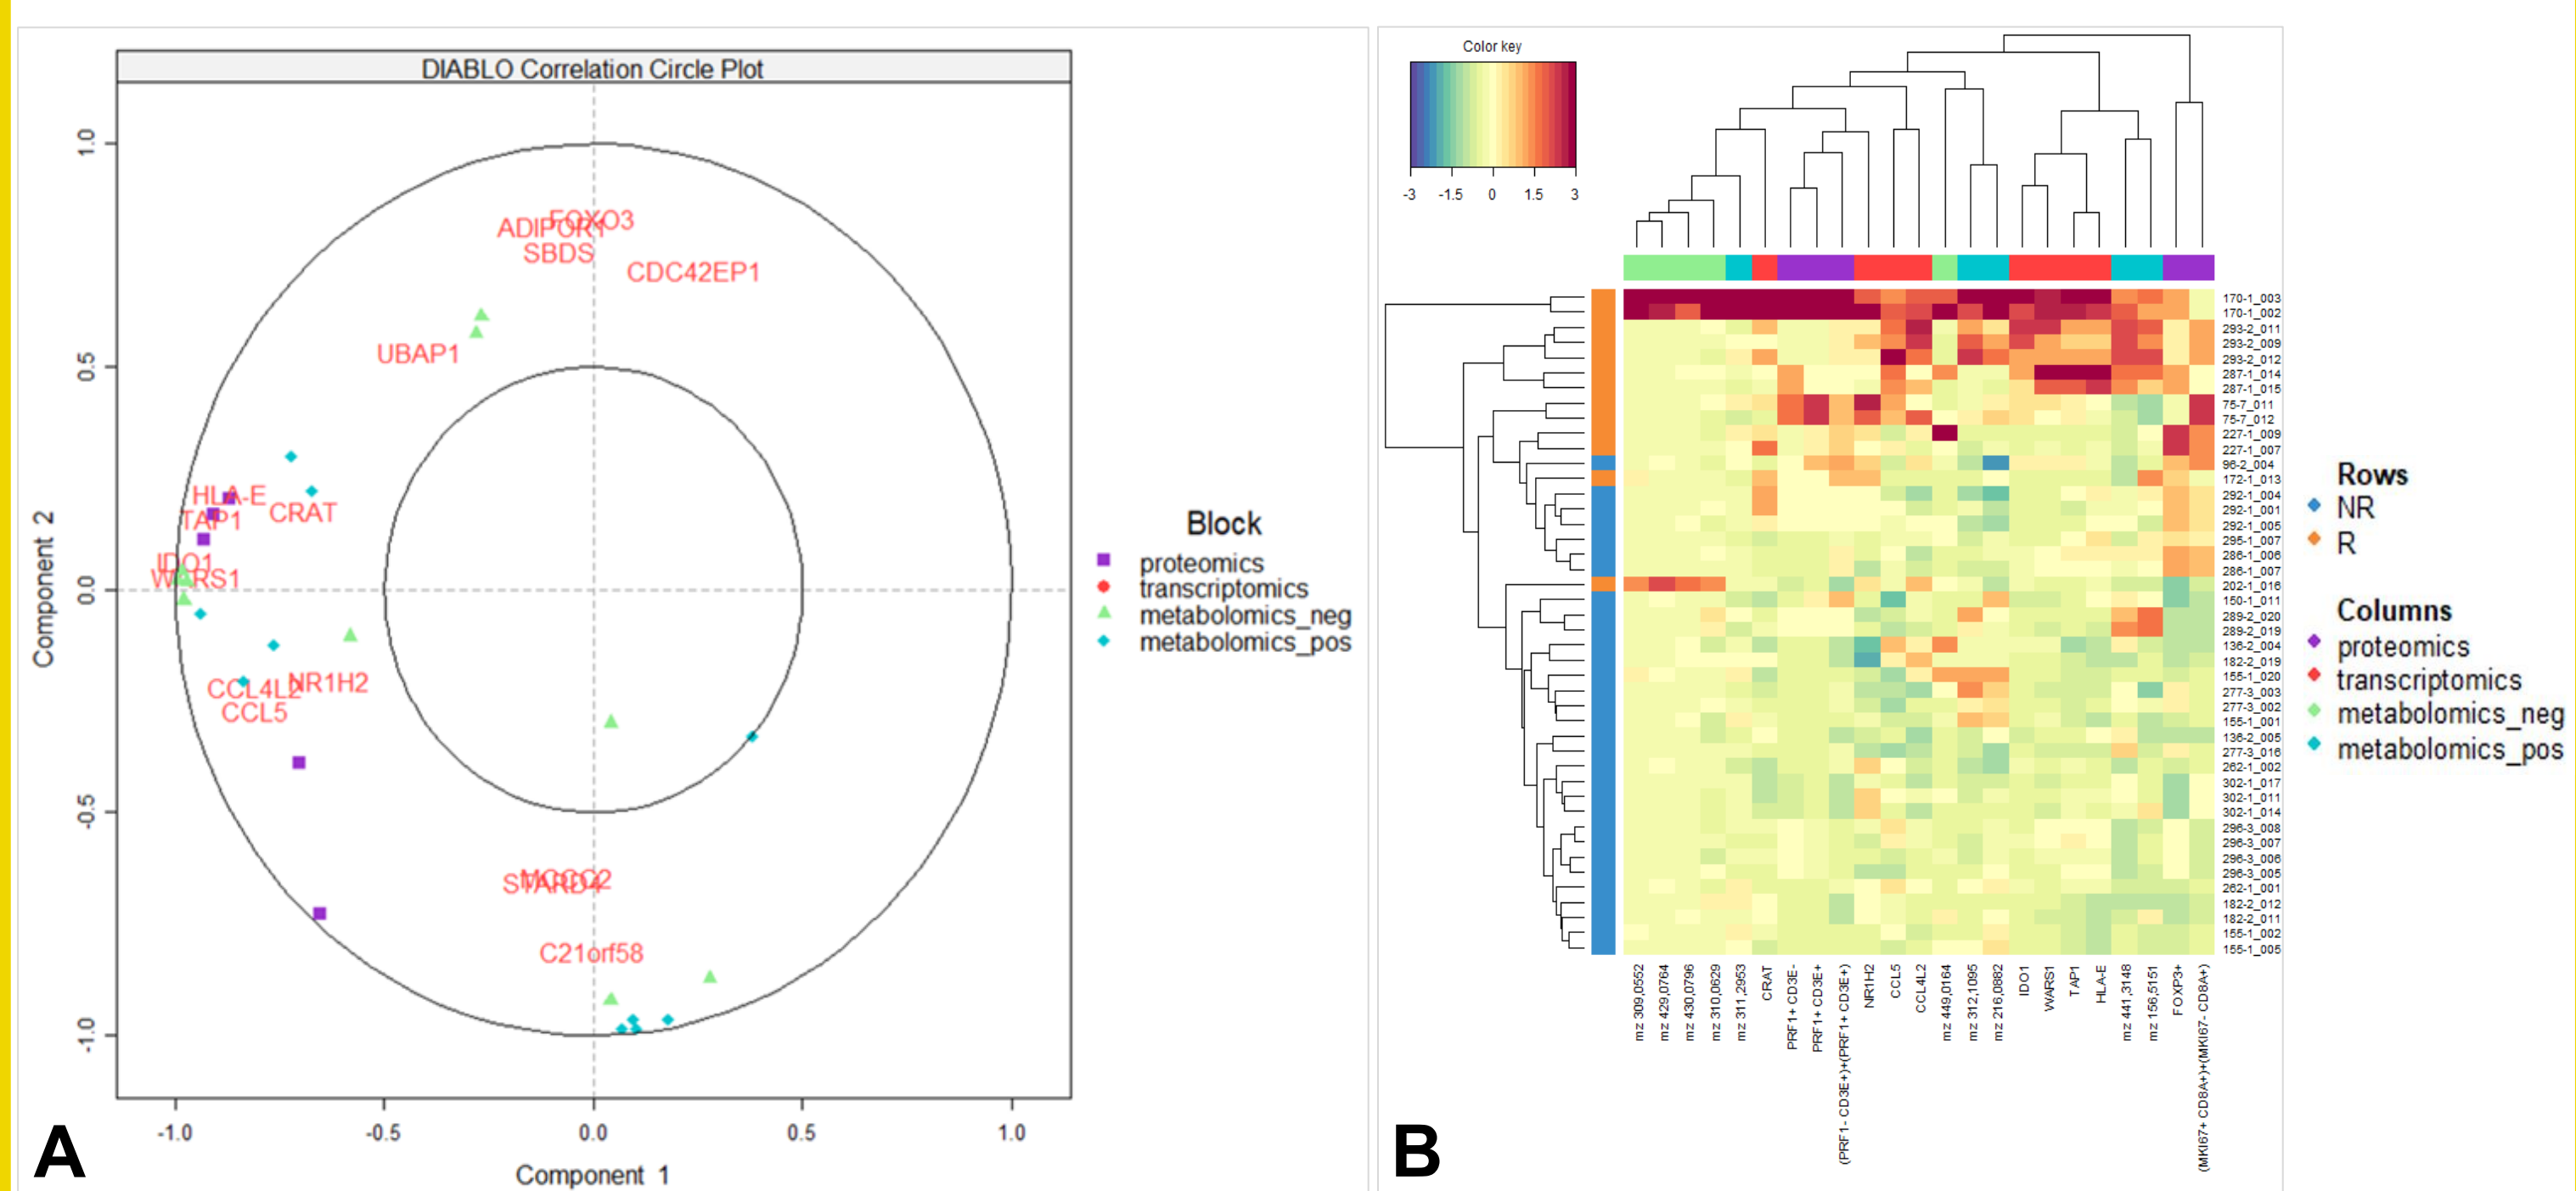 DIABLO Correlation Circle Plot
1.0
0.5
0.0
-0.5
-1.0
Component 2
FOXO3
ADIPOR1
SBDS
CDC42EP1
UBAP1
HLA-E
CRAT
TAP1
IDO1
WARS1
CCL4L2
NR1H2
CCL5
MCCC2
STARD4
C21orf58
-1.0
-0.5
0.0
0.5
1.0
Component 1
A
Block
proteomics
transcriptomics
metabolomics_neg
metabolomics_pos
Color key
-3
-1.5
0
1.5
3
170-1_003
170-1_002
293-2_011
293-2_009
293-2_012
287-1_014
287-1_015
75-7_011
75-7_012
227-1_009
227-1_007
96-2_004
172-1_013
292-1_004
292-1_001
292-1_005
295-1_007
286-1_006
286-1_007
202-1_016
150-1_011
289-2_020
289-2_019
136-2_004
182-2_019
155-1_020
277-3_003
277-3_002
155-1_001
136-2_005
277-3_016
262-1_002
302-1_017
302-1_011
302-1_014
296-3_008
296-3_007
296-3_006
296-3_005
262-1_001
182-2_012
182-2_011
155-1_002
155-1_005
mz 309,0552
mz 429,0764
mz 430,0796
mz 310,0629
mz 311,2953
CRAT
PRF1+ CD3E-
PRF1+ CD3E+
(PRF1- CD3E+)+(PRF1+ CD3E+)
NR1H2
CCL5
CCL4L2
mz 449,0164
mz 312,1095
mz 216,0882
IDO1
WARS1
TAP1
HLA-E
mz 441,3148
mz 156,5151
FOXP3+
(MKI67+ CD8A+)+(MKI67- CD8A+)
B
Rows
NR
R
Columns
proteomics
transcriptomics
metabolomics_neg
metabolomics_pos